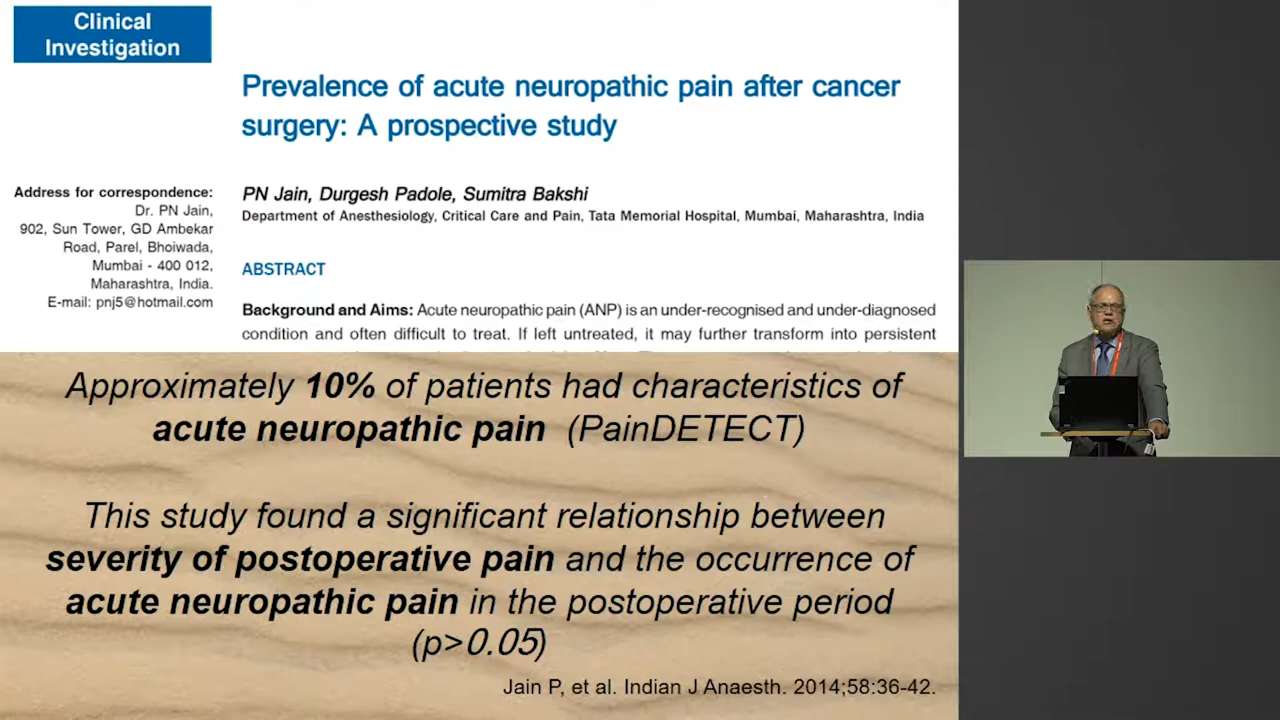 Clinical
Investigation
Prevalence of acute neuropathic pain after cancer
surgery: A prospective study
Address for correspondence:
Dr. PN Jain,
902, Sun Tower, GD Ambekar
Road, Parel, Bhoiwada,
Mumbai - 400 012,
Maharashtra, India.
E-mail: pnj5@hotmail.com
PN Jain, Durgesh Padole, Sumitra Bakshi
Department of Anesthesiology, Critical Care and Pain, Tata Memorial Hospital, Mumbai, Maharashtra, India
ABSTRACT
Background and Aims: Acute neuropathic pain (ANP) is an under-recognised and under-diagnosed
condition and often difficult to treat. If left untreated, it may further transform into persistent
Approximately 10% of patients had characteristics of
acute neuropathic pain (PainDETECT)
This study found a significant relationship between
severity of postoperative pain and the occurrence of
acute neuropathic pain in the postoperative period
(p>0.05)
Jain P, et al. Indian J Anaesth. 2014;58:36-42.